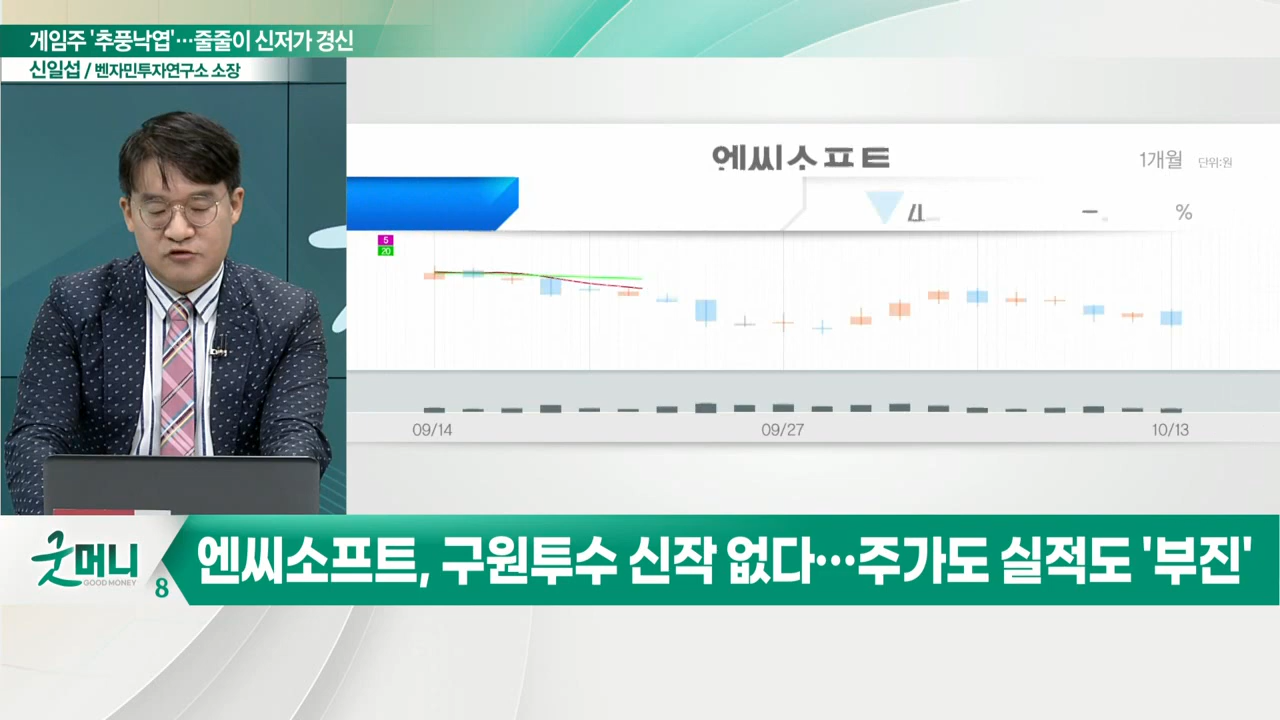 게임주 '추풍낙엽'…줄줄이 신저가 경신
신일섭 / 벤자민투자연구소 소장
엔씨소프트
1개월 단위:원
%
5
20
09/14 09/27 10/13
굿머니
GOOD MONEY
8
엔씨소프트, 구원투수 신작 없다…주가도 실적도 '부진'